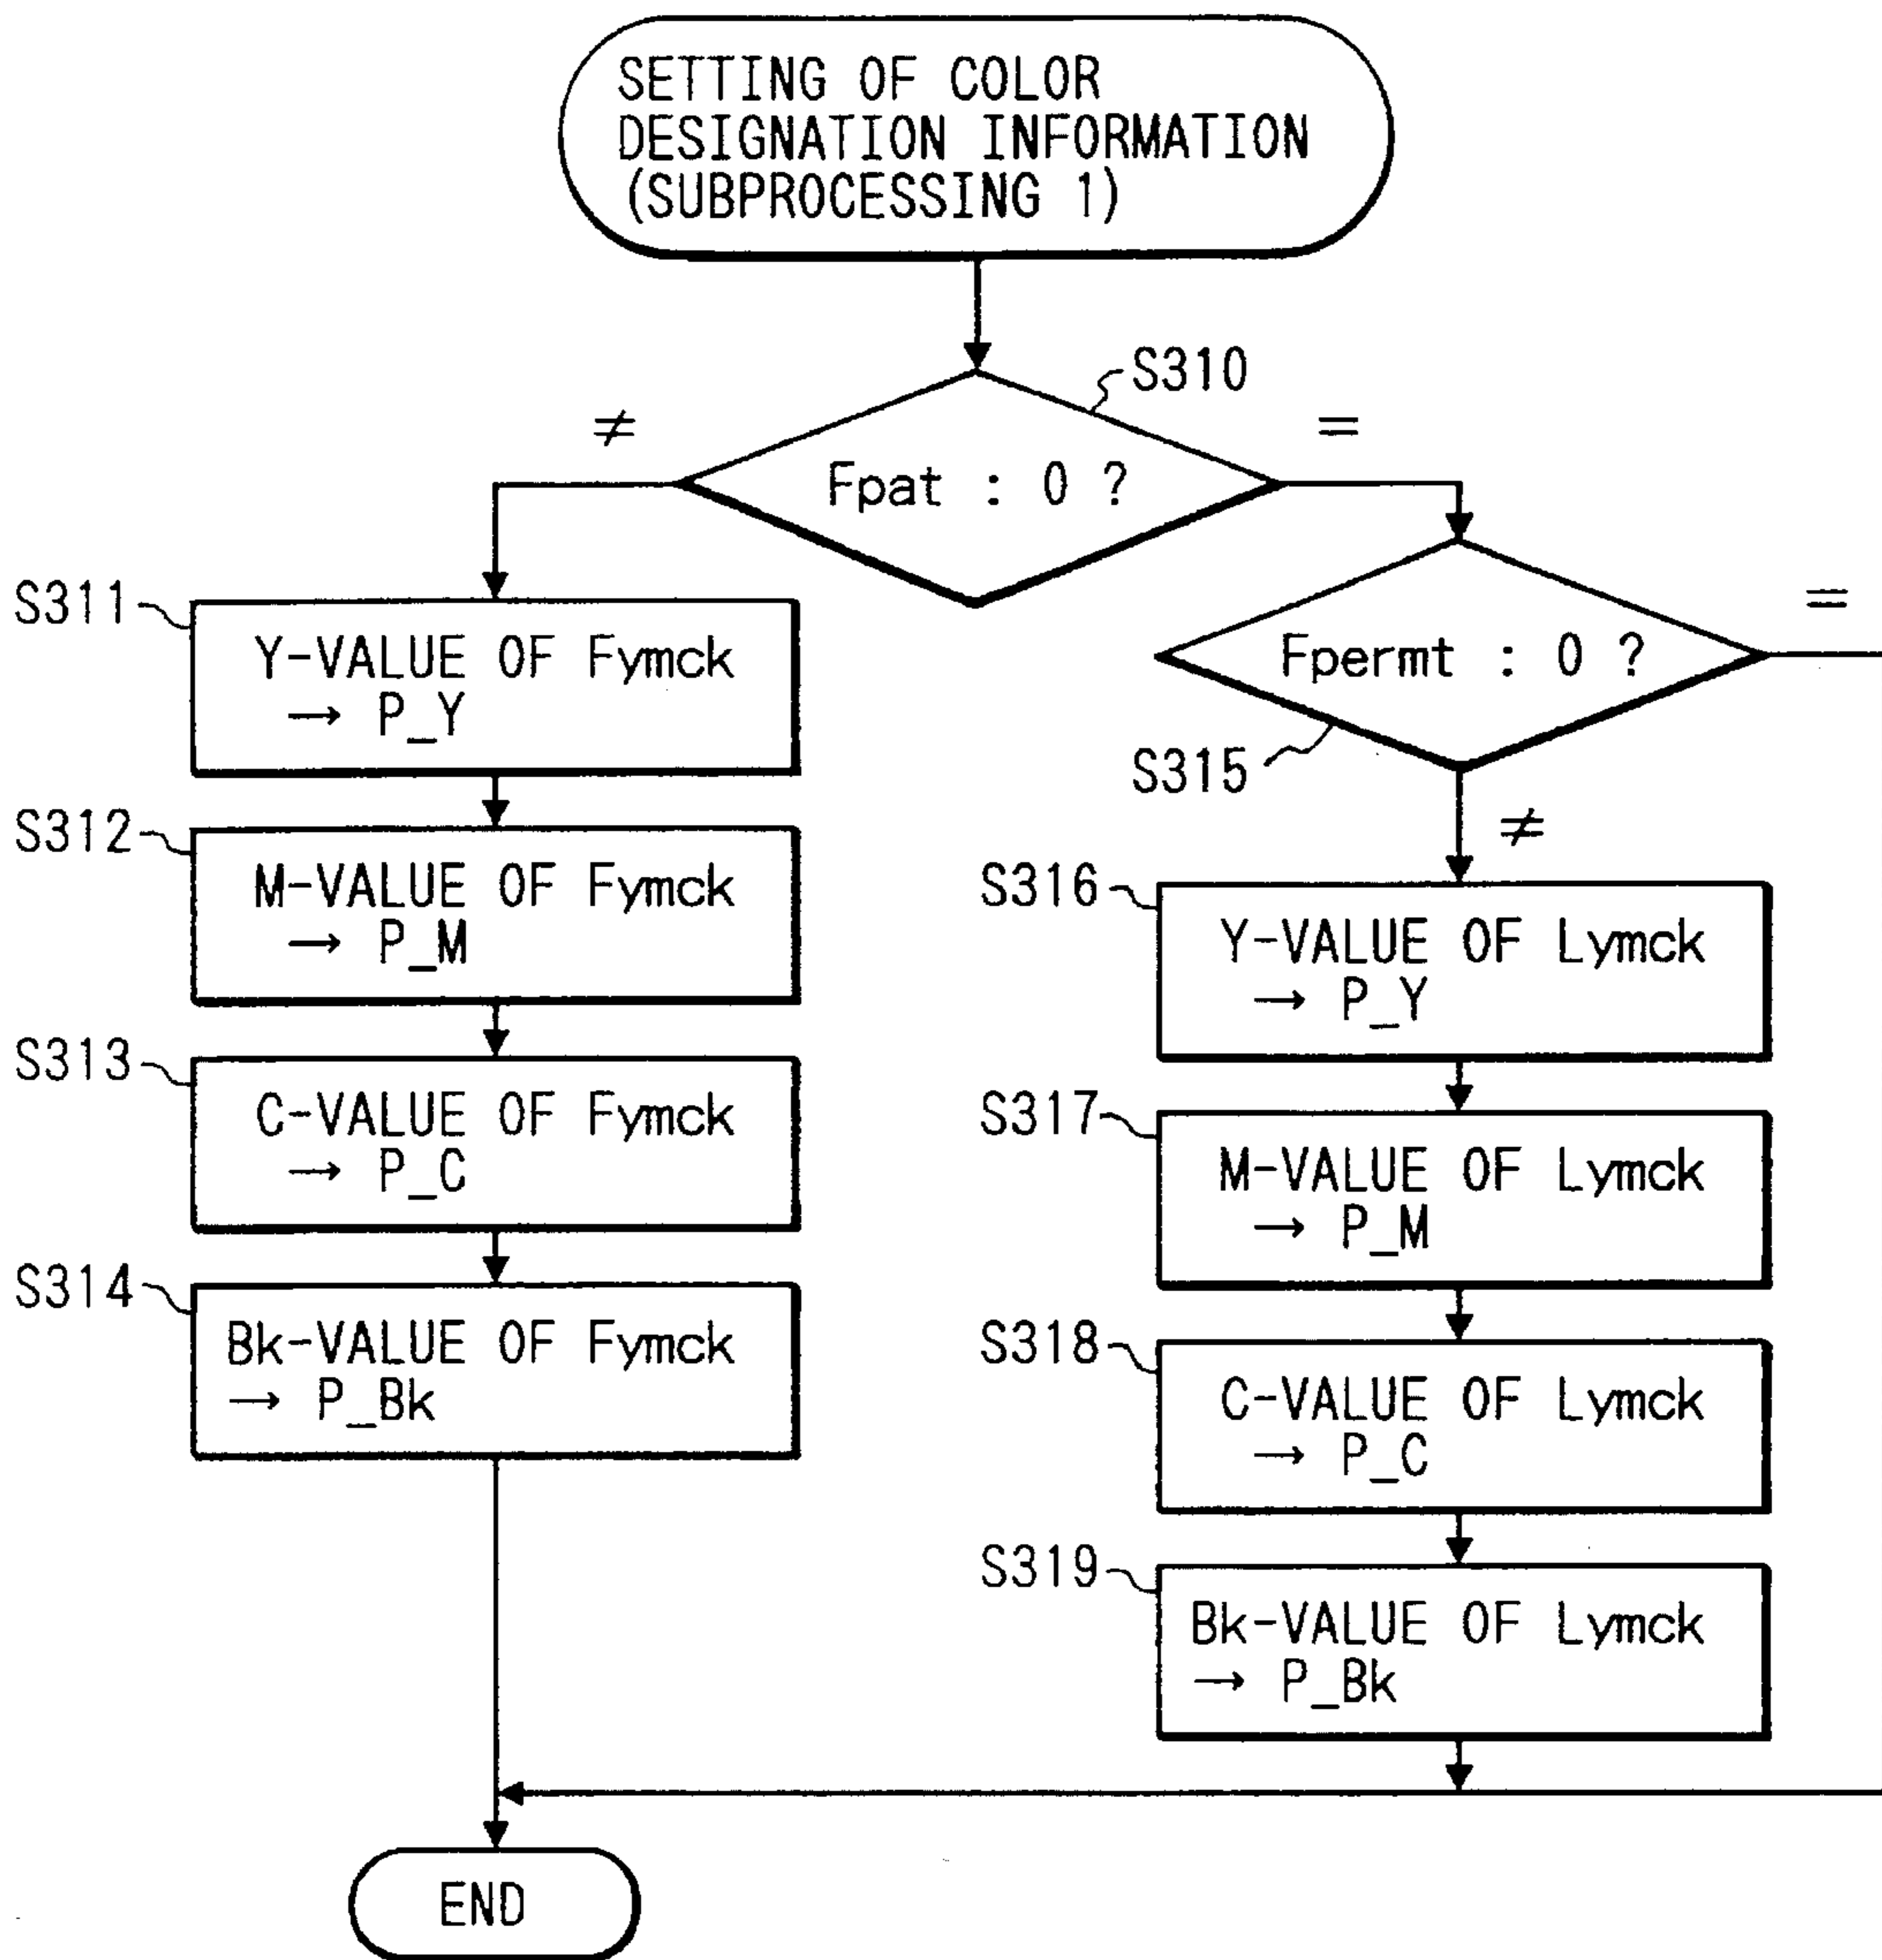 SETTING OF COLOR
DESIGNATION INFORMATION
(SUBPROCESSING 1)
S310
≠
=
Fpat : 0 ?
S311
Y-VALUE OF Fymck
→ P_Y
=
Fpermt : 0 ?
S315
≠
S312
M-VALUE OF Fymck
→ P_M
S313
C-VALUE OF Fymck
→ P_C
S314
Bk-VALUE OF Fymck
→ P_Bk
S316
Y-VALUE OF Lymck
→ P_Y
S317
M-VALUE OF Lymck
→ P_M
S318
C-VALUE OF Lymck
→ P_C
S319
Bk-VALUE OF Lymck
→ P_Bk
END